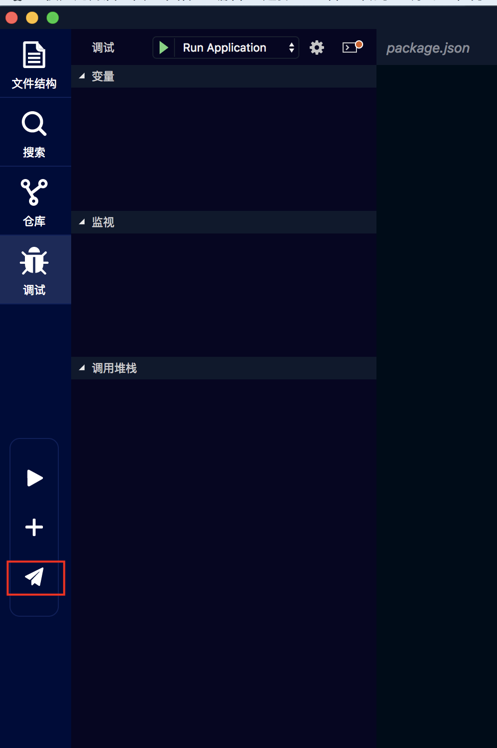 文件结构
搜索
仓库
调试
调试
Run Application
变量
监视
调用堆栈
package.json